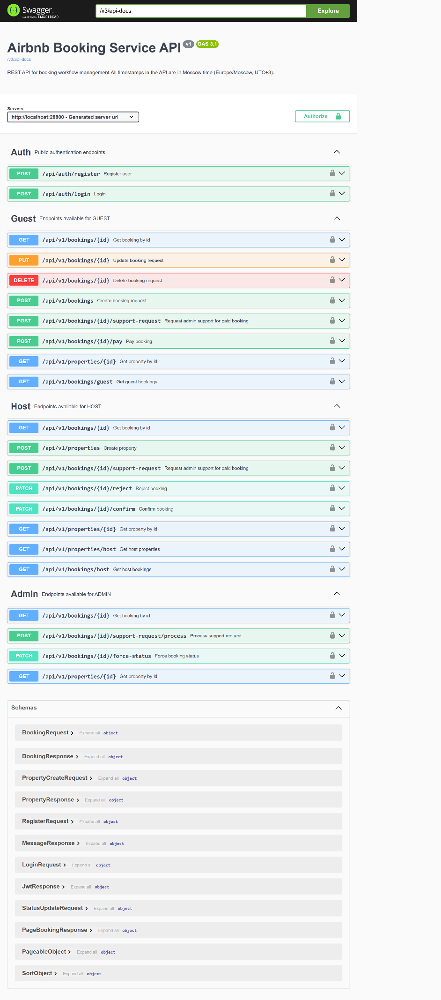 Swagger.
Supported by SMARTBEAR
/v3/api-docs
Explore
Airbnb Booking Service API v1 OAS 3.1
/v3/api-docs
REST API for booking workflow management.All timestamps in the API are in Moscow time (Europe/Moscow, UTC+3).
Servers
http://localhost:28800 - Generated server url
Authorize
Auth Public authentication endpoints
POST /api/auth/register Register user
POST /api/auth/login Login
Guest Endpoints available for GUEST
GET /api/v1/bookings/{id} Get booking by id
PUT /api/v1/bookings/{id} Update booking request
DELETE /api/v1/bookings/{id} Delete booking request
POST /api/v1/bookings Create booking request
POST /api/v1/bookings/{id}/support-request Request admin support for paid booking
POST /api/v1/bookings/{id}/pay Pay booking
GET /api/v1/properties/{id} Get property by id
GET /api/v1/bookings/guest Get guest bookings
Host Endpoints available for HOST
GET /api/v1/bookings/{id} Get booking by id
POST /api/v1/properties Create property
POST /api/v1/bookings/{id}/support-request Request admin support for paid booking
PATCH /api/v1/bookings/{id}/reject Reject booking
PATCH /api/v1/bookings/{id}/confirm Confirm booking
GET /api/v1/properties/{id} Get property by id
GET /api/v1/properties/host Get host properties
GET /api/v1/bookings/host Get host bookings
Admin Endpoints available for ADMIN
GET /api/v1/bookings/{id} Get booking by id
POST /api/v1/bookings/{id}/support-request/process Process support request
PATCH /api/v1/bookings/{id}/force-status Force booking status
GET /api/v1/properties/{id} Get property by id
Schemas
BookingRequest Expand all object
BookingResponse Expand all object
PropertyCreateRequest Expand all object
PropertyResponse Expand all object
RegisterRequest Expand all object
MessageResponse Expand all object
LoginRequest Expand all object
JwtResponse Expand all object
StatusUpdateRequest Expand all object
PageBookingResponse Expand all object
PageableObject Expand all object
SortObject Expand all object